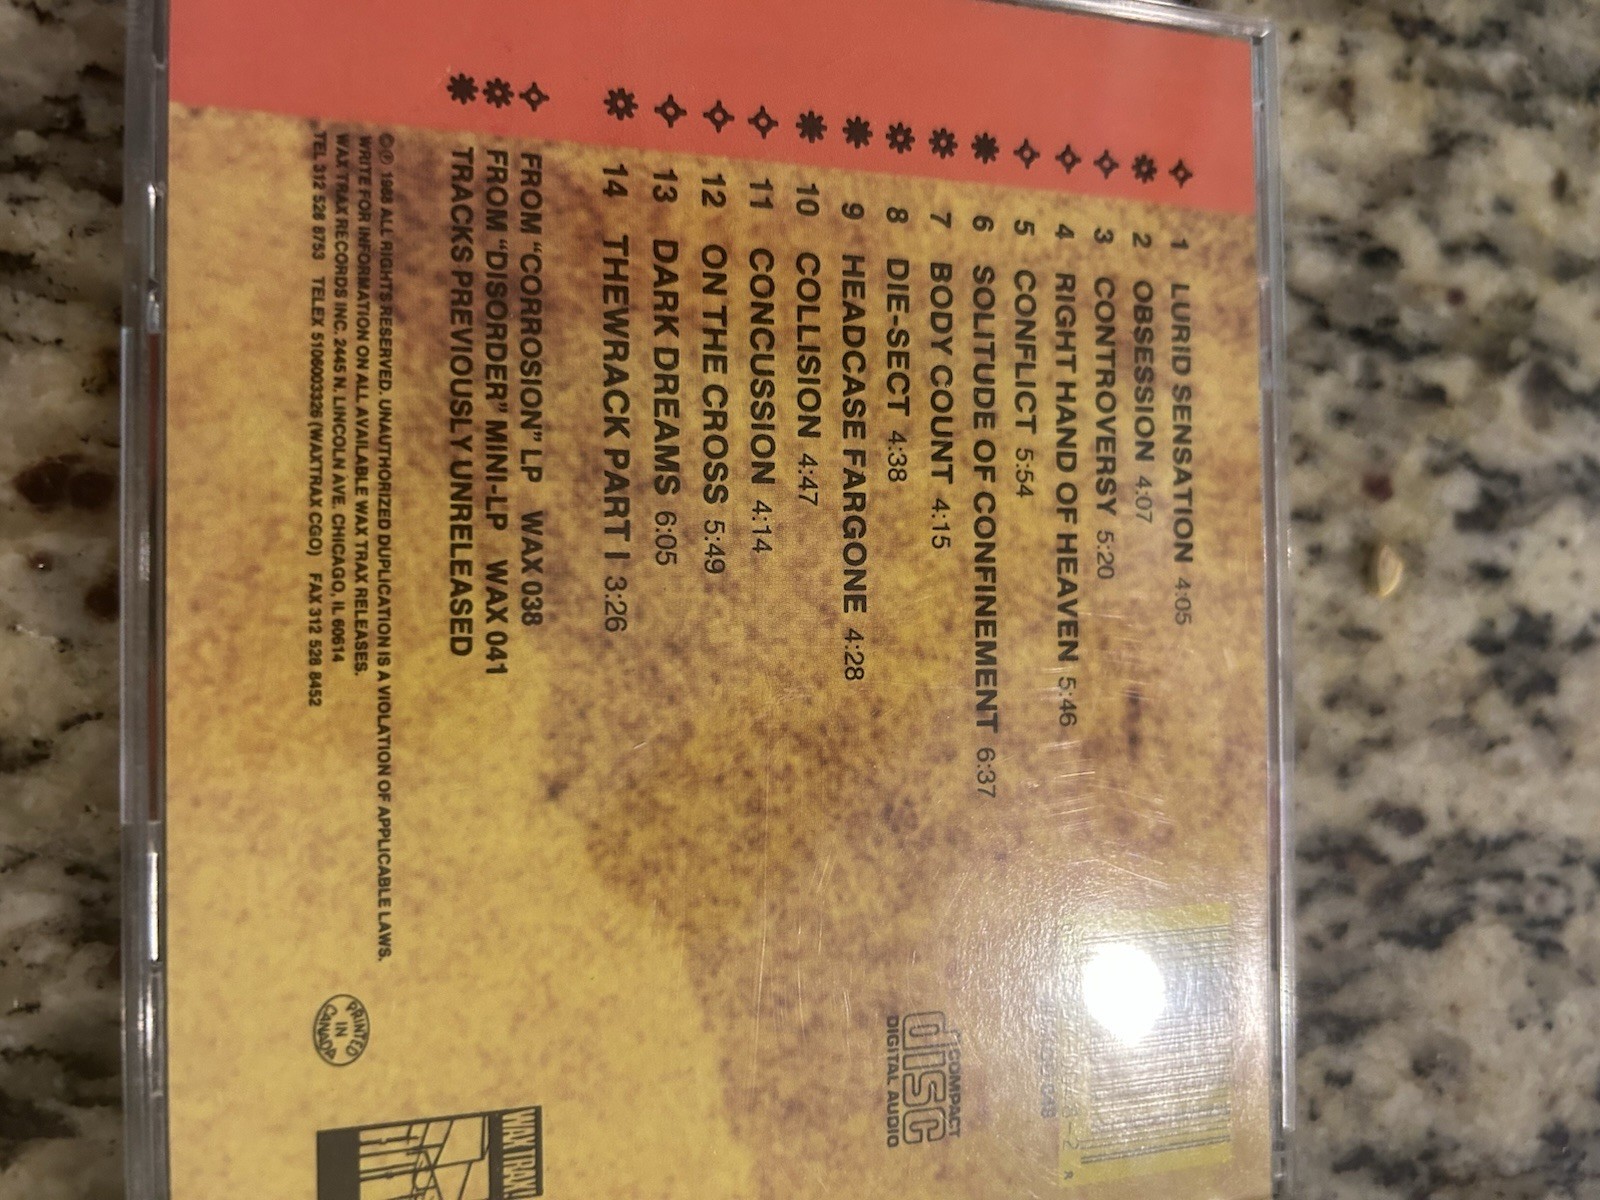 1 LURID SENSATION 4:05
2 OBSESSION 4:07
3 CONTROVERSY 5:20
4 RIGHT HAND OF HEAVEN 5:46
5 CONFLICT 5:54
6 SOLITUDE OF CONFINEMENT 6:37
7 BODY COUNT 4:15
8 DIE-SECT 4:38
9 HEADCASE FARGONE 4:28
10 COLLISION 4:47
11 CONCUSSION 4:14
12 ON THE CROSS 5:49
13 DARK DREAMS 6:05
14 THEWRACK PART I 3:26
FROM "CORROSION" LP WAX 038
FROM "DISORDER" MINI-LP WAX 041
TRACKS PREVIOUSLY UNRELEASED
©℗ 1988 ALL RIGHTS RESERVED. UNAUTHORIZED DUPLICATION IS A VIOLATION OF APPLICABLE LAWS.
WRITE FOR INFORMATION ON ALL AVAILABLE WAX TRAX RELEASES.
WAX TRAX RECORDS INC. 2445 N. LINCOLN AVE. CHICAGO, IL 60614
TEL 312 528 8753 TELEX 5106003326 (WAXTRAX CGO) FAX 312 528 8452
COMPACT
disc
DIGITAL AUDIO
PRINTED
IN
CANADA
WAX TRAX!